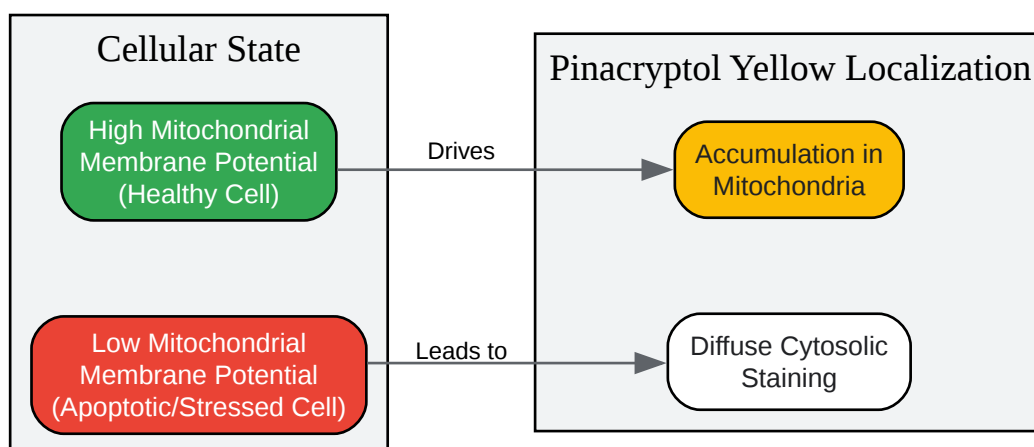 Cellular State
Pinacryptol Yellow Localization
High Mitochondrial
Membrane Potential
(Healthy Cell)
Drives
Accumulation in
Mitochondria
Low Mitochondrial
Membrane Potential
(Apoptotic/Stressed Cell)
Leads to
Diffuse Cytosolic
Staining